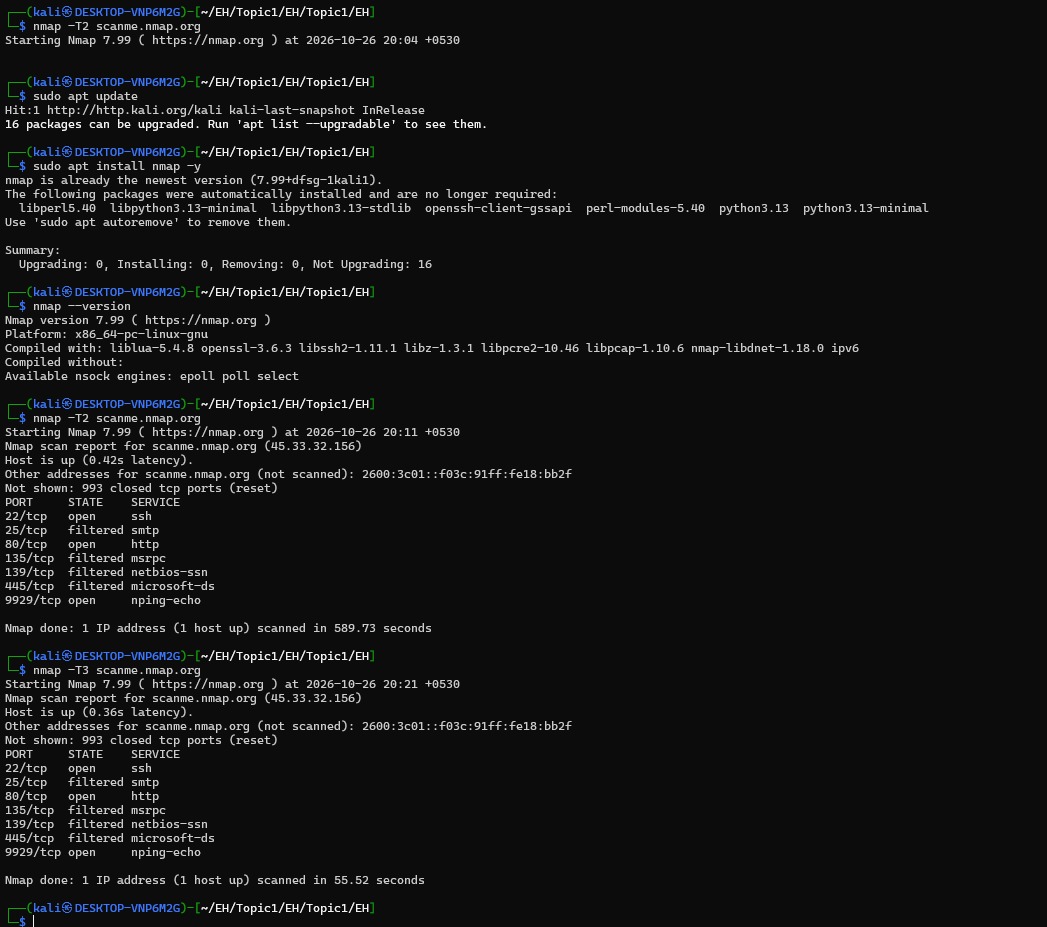 ┌──(kali㉿DESKTOP-VNP6M2G)-[~/EH/Topic1/EH/Topic1/EH]
└─$ nmap -T2 scanme.nmap.org
Starting Nmap 7.99 ( https://nmap.org ) at 2026-10-26 20:04 +0530
┌──(kali㉿DESKTOP-VNP6M2G)-[~/EH/Topic1/EH/Topic1/EH]
└─$ sudo apt update
Hit:1 http://http.kali.org/kali kali-last-snapshot InRelease
16 packages can be upgraded. Run 'apt list --upgradable' to see them.
┌──(kali㉿DESKTOP-VNP6M2G)-[~/EH/Topic1/EH/Topic1/EH]
└─$ sudo apt install nmap -y
nmap is already the newest version (7.99+dfsg-1kali1).
The following packages were automatically installed and are no longer required:
  libperl5.40  libpython3.13-minimal  libpython3.13-stdlib  openssh-client-gssapi  perl-modules-5.40  python3.13  python3.13-minimal
Use 'sudo apt autoremove' to remove them.
Summary:
  Upgrading: 0, Installing: 0, Removing: 0, Not Upgrading: 16
┌──(kali㉿DESKTOP-VNP6M2G)-[~/EH/Topic1/EH/Topic1/EH]
└─$ nmap --version
Nmap version 7.99 ( https://nmap.org )
Platform: x86_64-pc-linux-gnu
Compiled with: liblua-5.4.8 openssl-3.6.3 libssh2-1.11.1 libz-1.3.1 libpcre2-10.46 libpcap-1.10.6 nmap-libdnet-1.18.0 ipv6
Compiled without:
Available nsock engines: epoll poll select
┌──(kali㉿DESKTOP-VNP6M2G)-[~/EH/Topic1/EH/Topic1/EH]
└─$ nmap -T2 scanme.nmap.org
Starting Nmap 7.99 ( https://nmap.org ) at 2026-10-26 20:11 +0530
Nmap scan report for scanme.nmap.org (45.33.32.156)
Host is up (0.42s latency).
Other addresses for scanme.nmap.org (not scanned): 2600:3c01::f03c:91ff:fe18:bb2f
Not shown: 993 closed tcp ports (reset)
PORT     STATE    SERVICE
22/tcp   open     ssh
25/tcp   filtered smtp
80/tcp   open     http
135/tcp  filtered msrpc
139/tcp  filtered netbios-ssn
445/tcp  filtered microsoft-ds
9929/tcp open     nping-echo
Nmap done: 1 IP address (1 host up) scanned in 589.73 seconds
┌──(kali㉿DESKTOP-VNP6M2G)-[~/EH/Topic1/EH/Topic1/EH]
└─$ nmap -T3 scanme.nmap.org
Starting Nmap 7.99 ( https://nmap.org ) at 2026-10-26 20:21 +0530
Nmap scan report for scanme.nmap.org (45.33.32.156)
Host is up (0.36s latency).
Other addresses for scanme.nmap.org (not scanned): 2600:3c01::f03c:91ff:fe18:bb2f
Not shown: 993 closed tcp ports (reset)
PORT     STATE    SERVICE
22/tcp   open     ssh
25/tcp   filtered smtp
80/tcp   open     http
135/tcp  filtered msrpc
139/tcp  filtered netbios-ssn
445/tcp  filtered microsoft-ds
9929/tcp open     nping-echo
Nmap done: 1 IP address (1 host up) scanned in 55.52 seconds
┌──(kali㉿DESKTOP-VNP6M2G)-[~/EH/Topic1/EH/Topic1/EH]
└─$